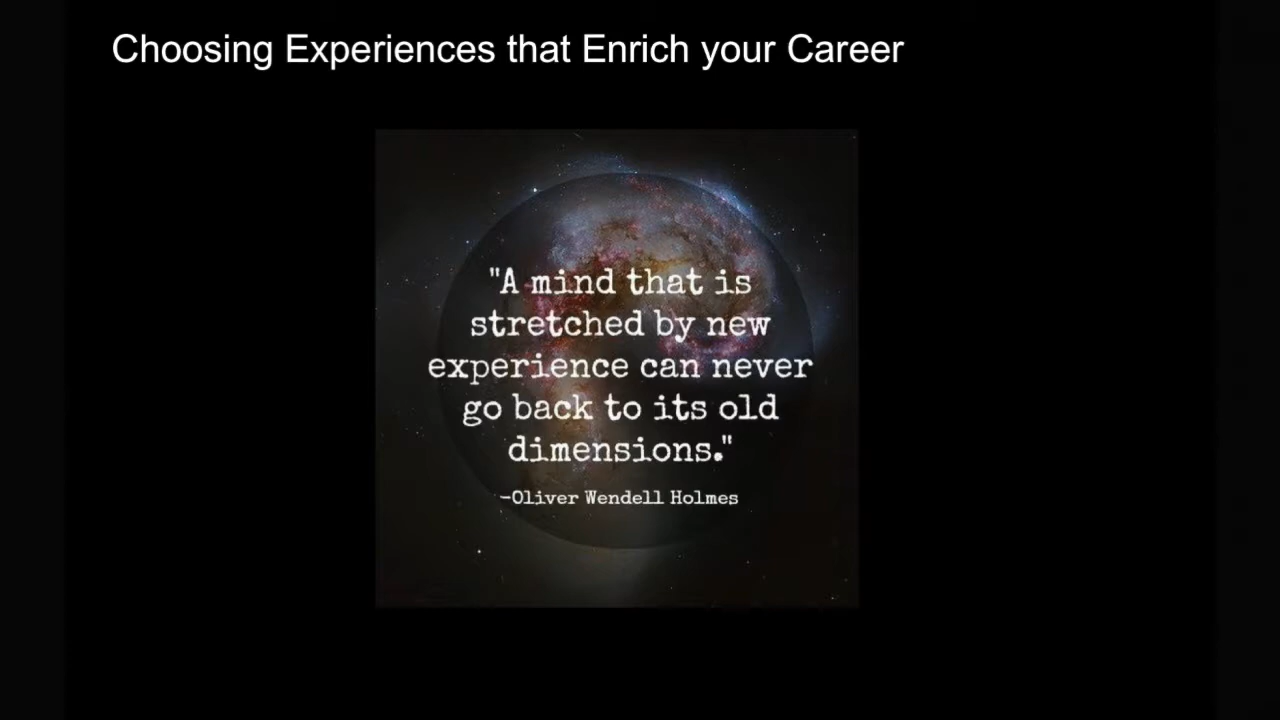 Choosing Experiences that Enrich your Career
"A mind that is
stretched by new
experience can never
go back to its old
dimensions."
-Oliver Wendell Holmes